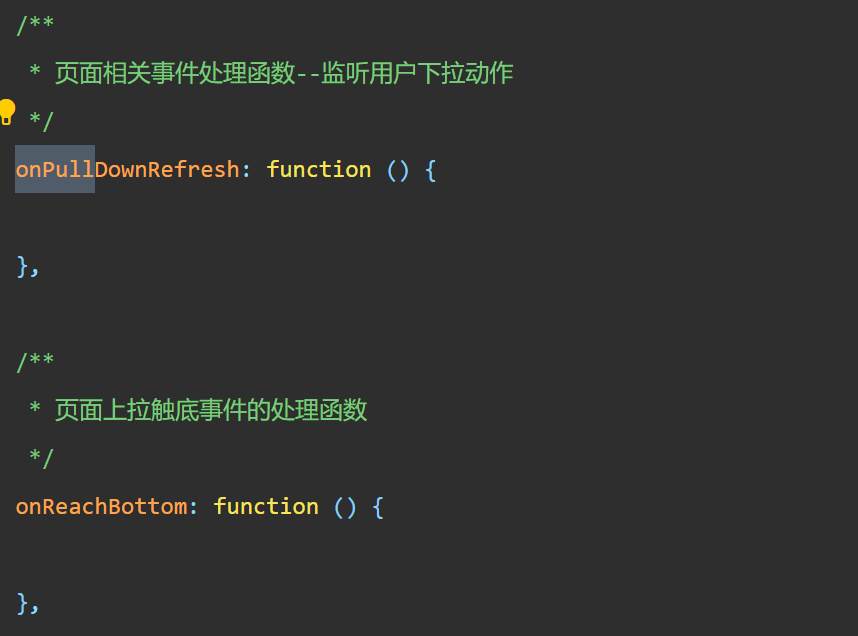 /**
 * 页面相关事件处理函数--监听用户下拉动作
 */
onPullDownRefresh: function () {
},
/**
 * 页面上拉触底事件的处理函数
 */
onReachBottom: function () {
},